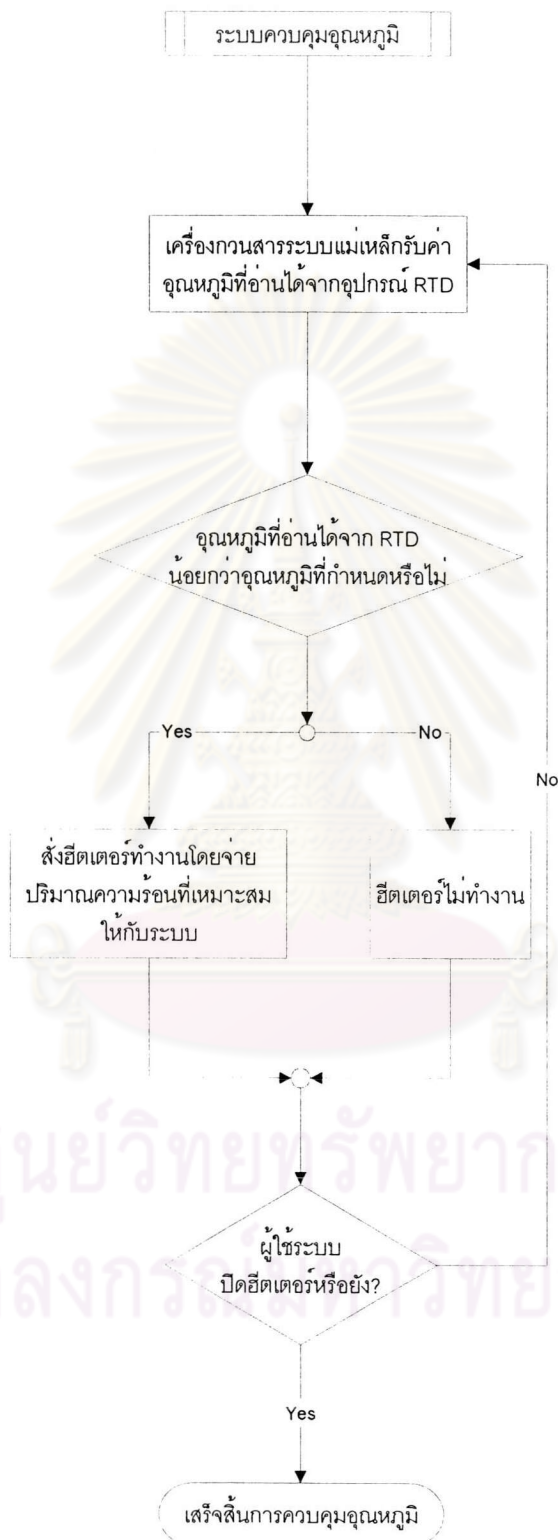 ระบบควบคุมอุณหภูมิ
เครื่องกวนสารระบบแม่เหล็กรับค่า
อุณหภูมิที่อ่านได้จากอุปกรณ์ RTD
อุณหภูมิที่อ่านได้จาก RTD
น้อยกว่าอุณหภูมิที่กำหนดหรือไม่
Yes
No
No
สั่งฮีตเตอร์ทำงานโดยจ่าย
ปริมาณความร้อนที่เหมาะสม
ให้กับระบบ
ฮีตเตอร์ไม่ทำงาน
ผู้ใช้ระบบ
ปิดฮีตเตอร์หรือยัง?
Yes
เสร็จสิ้นการควบคุมอุณหภูมิ